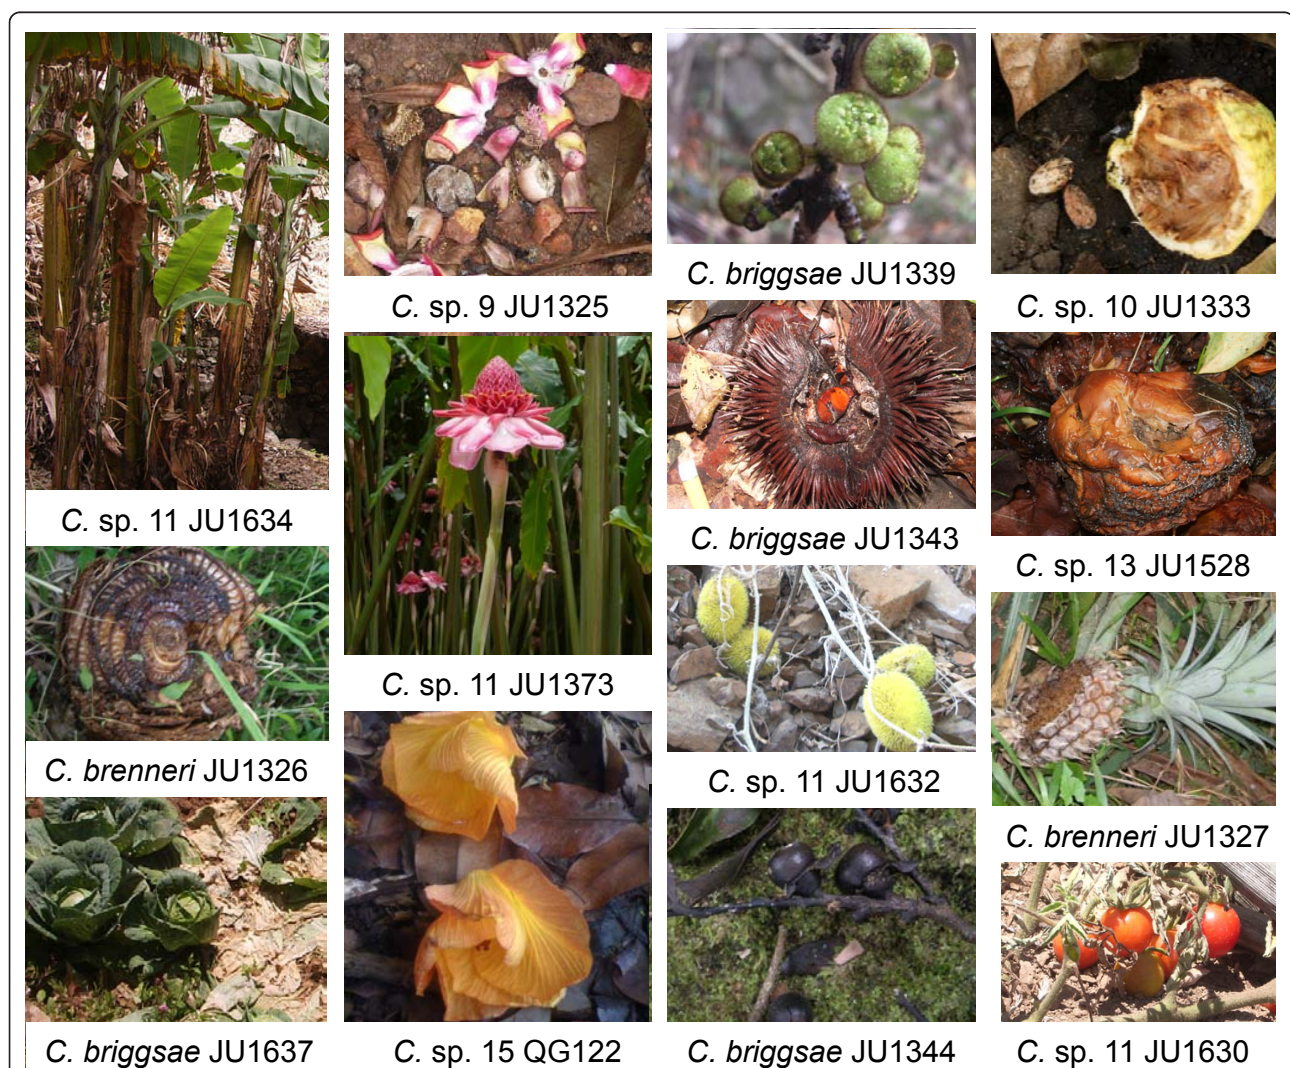 C. sp. 11 JU1634
C. brenneri JU1326
C. briggsae JU1637
C. sp. 9 JU1325
C. sp. 11 JU1373
C. sp. 15 QG122
C. briggsae JU1339
C. briggsae JU1343
C. sp. 11 JU1632
C. briggsae JU1344
C. sp. 10 JU1333
C. sp. 13 JU1528
C. brenneri JU1327
C. sp. 11 JU1630